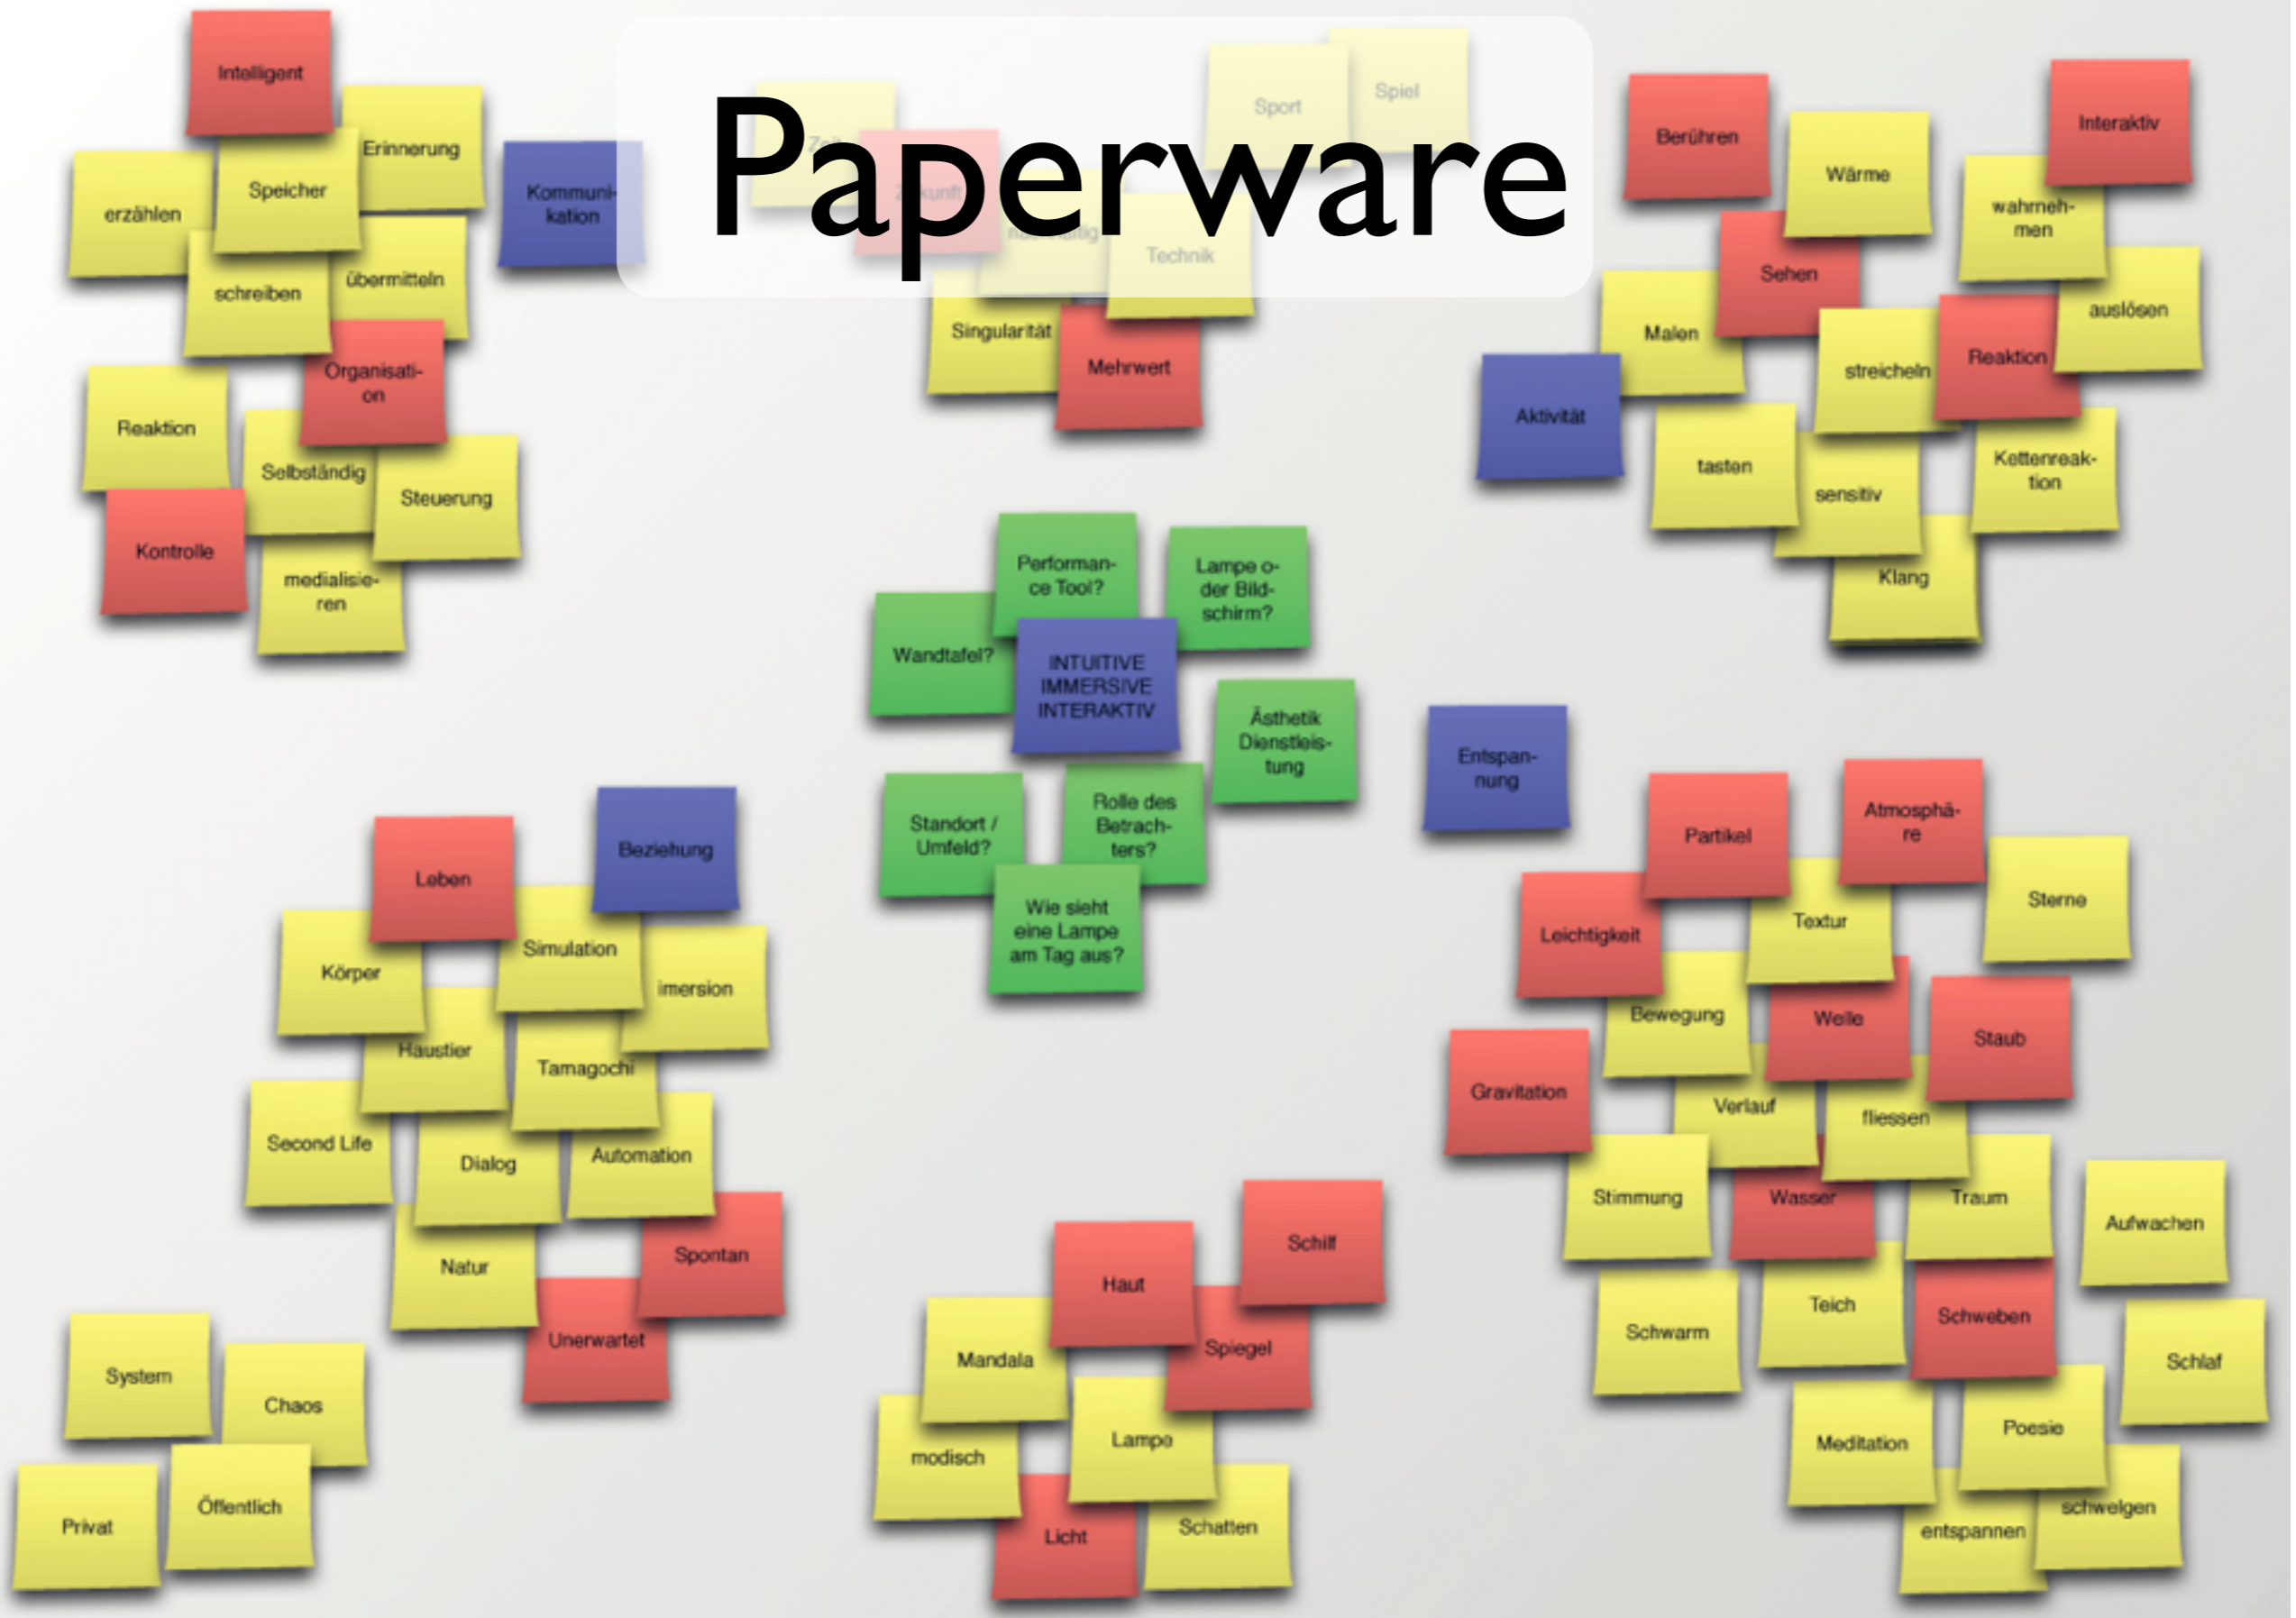 Paperware
Intelligent
Erinnerung
Speicher
erzählen
schreiben
übermitteln
Organisati-
on
Reaktion
Selbständig
Steuerung
Kontrolle
medialisie-
ren
Kommuni-
kation
Zeit
Zukunft
nachhaltig
Technik
Sport
Spiel
Singularität
Mehrwert
Berühren
Wärme
Interaktiv
wahrneh-
men
Sehen
Malen
auslösen
streicheln
Reaktion
Aktivität
tasten
sensitiv
Kettenreak-
tion
Klang
Performan-
ce Tool?
Lampe o-
der Bild-
schirm?
Wandtafel?
INTUITIVE
IMMERSIVE
INTERAKTIV
Ästhetik
Dienstleis-
tung
Standort /
Umfeld?
Rolle des
Betrach-
ters?
Wie sieht
eine Lampe
am Tag aus?
Entspan-
nung
Beziehung
Leben
Simulation
Körper
imersion
Haustier
Tamagochi
Second Life
Dialog
Automation
Natur
Spontan
Unerwartet
System
Chaos
Privat
Öffentlich
Schilf
Haut
Spiegel
Mandala
Lampe
modisch
Licht
Schatten
Partikel
Atmosphä-
re
Sterne
Leichtigkeit
Textur
Bewegung
Welle
Staub
Gravitation
Verlauf
fliessen
Stimmung
Wasser
Traum
Aufwachen
Schwarm
Teich
Schweben
Schlaf
Meditation
Poesie
schwelgen
entspannen